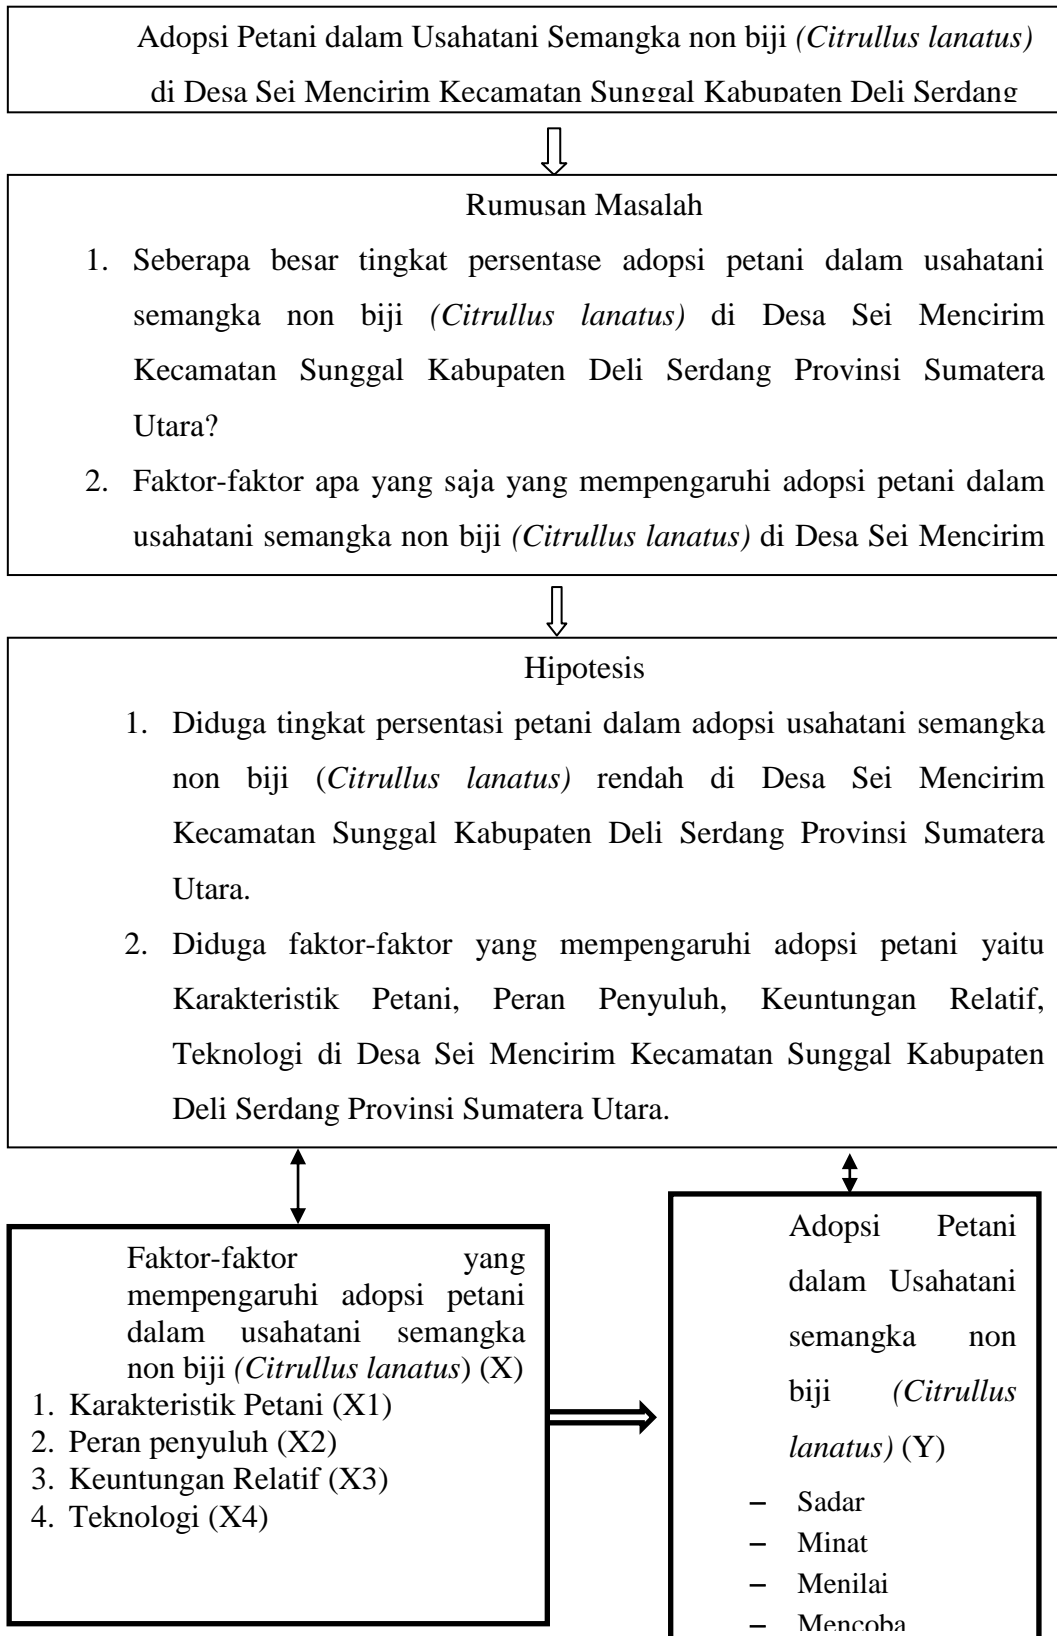 Adopsi Petani dalam Usahatani Semangka non biji (Citrullus lanatus)
di Desa Sei Mencirim Kecamatan Sunggal Kabupaten Deli Serdang
Rumusan Masalah
1. Seberapa besar tingkat persentase adopsi petani dalam usahatani
semangka non biji (Citrullus lanatus) di Desa Sei Mencirim
Kecamatan Sunggal Kabupaten Deli Serdang Provinsi Sumatera
Utara?
2. Faktor-faktor apa yang saja yang mempengaruhi adopsi petani dalam
usahatani semangka non biji (Citrullus lanatus) di Desa Sei Mencirim
Hipotesis
1. Diduga tingkat persentasi petani dalam adopsi usahatani semangka
non biji (Citrullus lanatus) rendah di Desa Sei Mencirim
Kecamatan Sunggal Kabupaten Deli Serdang Provinsi Sumatera
Utara.
2. Diduga faktor-faktor yang mempengaruhi adopsi petani yaitu
Karakteristik Petani, Peran Penyuluh, Keuntungan Relatif,
Teknologi di Desa Sei Mencirim Kecamatan Sunggal Kabupaten
Deli Serdang Provinsi Sumatera Utara.
Faktor-faktor yang
mempengaruhi adopsi petani
dalam usahatani semangka
non biji (Citrullus lanatus) (X)
1. Karakteristik Petani (X1)
2. Peran penyuluh (X2)
3. Keuntungan Relatif (X3)
4. Teknologi (X4)
Adopsi Petani
dalam Usahatani
semangka non
biji (Citrullus
lanatus) (Y)
– Sadar
– Minat
– Menilai
– Mencoba